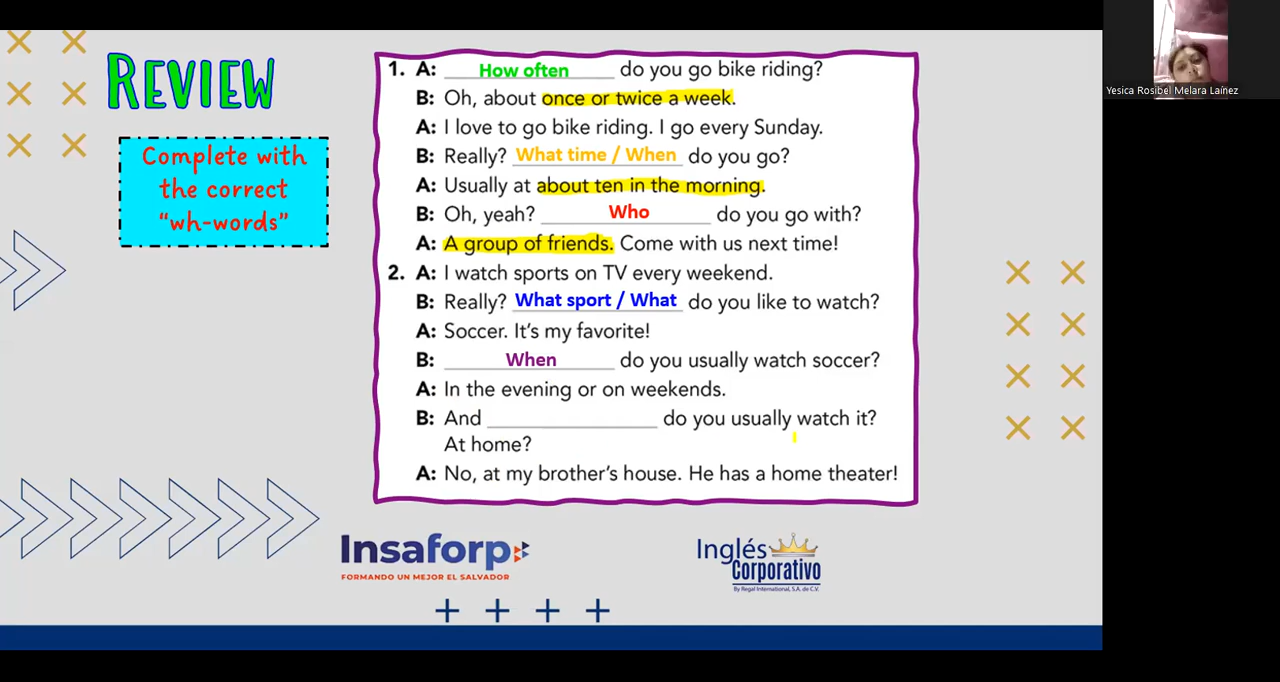 REVIEW
Complete with
the correct
“wh-words”
1. A: How often do you go bike riding?
B: Oh, about once or twice a week.
A: I love to go bike riding. I go every Sunday.
B: Really? What time / When do you go?
A: Usually at about ten in the morning.
B: Oh, yeah? Who do you go with?
A: A group of friends. Come with us next time!
2. A: I watch sports on TV every weekend.
B: Really? What sport / What do you like to watch?
A: Soccer. It’s my favorite!
B: When do you usually watch soccer?
A: In the evening or on weekends.
B: And ____________ do you usually watch it?
At home?
A: No, at my brother’s house. He has a home theater!
Insaforp
FORMANDO UN MEJOR EL SALVADOR
Inglés
Corporativo
By Regal International, S.A. de C.V.
Yesica Rosibel Melara Laínez